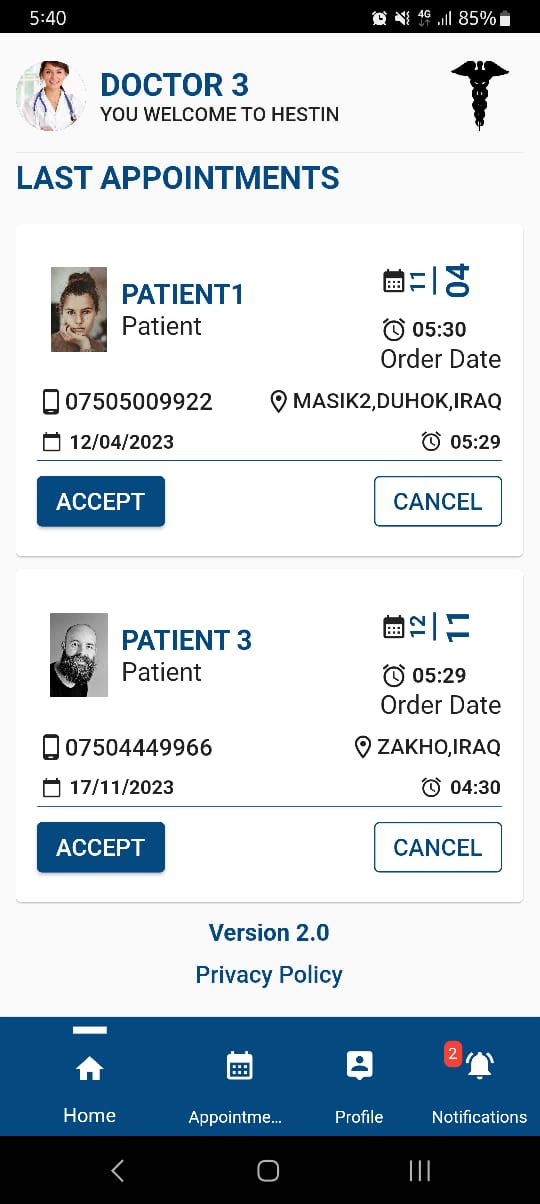 5:40
4G
85%
DOCTOR 3
YOU WELCOME TO HESTIN
LAST APPOINTMENTS
PATIENT1
Patient
11
04
05:30
Order Date
07505009922
MASIK2,DUHOK,IRAQ
12/04/2023
05:29
ACCEPT
CANCEL
PATIENT 3
Patient
12
11
05:29
Order Date
07504449966
ZAKHO,IRAQ
17/11/2023
04:30
ACCEPT
CANCEL
Version 2.0
Privacy Policy
2
Home
Appointme...
Profile
Notifications